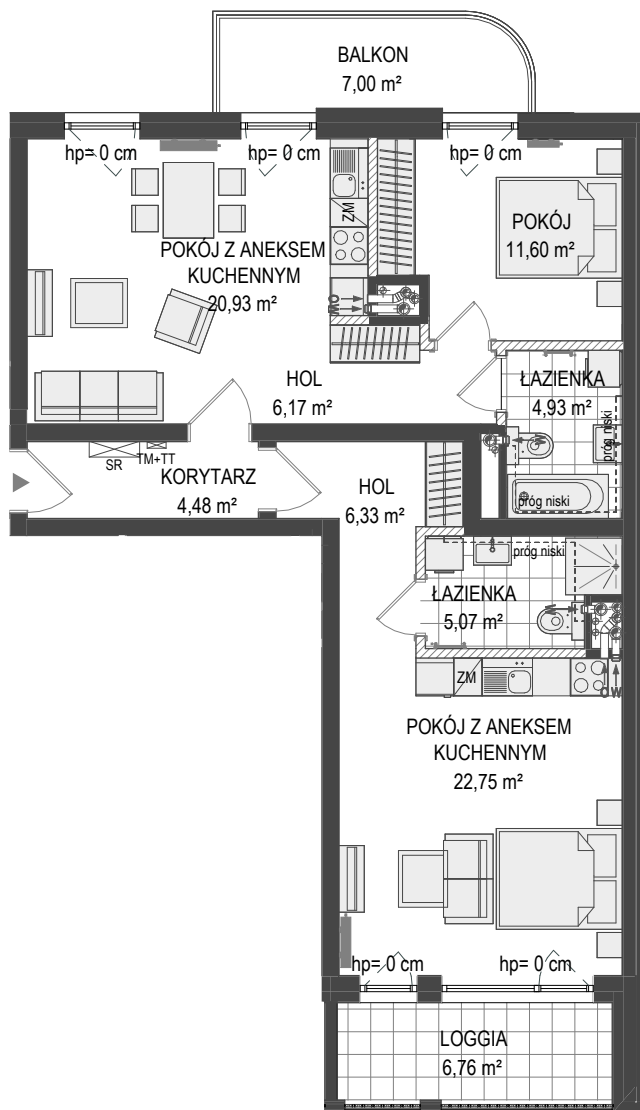 BALKON
7,00 m²
hp= 0 cm
hp= 0 cm
hp= 0 cm
ZM
POKÓJ
11,60 m²
POKÓJ Z ANEKSEM
KUCHENNYM
20,93 m²
OW
HOL
6,17 m²
ŁAZIENKA
4,93 m²
próg niski
W
próg niski
SR
TM+TT
KORYTARZ
4,48 m²
HOL
6,33 m²
próg niski
ŁAZIENKA
5,07 m²
W
ZM
O W
POKÓJ Z ANEKSEM
KUCHENNYM
22,75 m²
hp= 0 cm
hp= 0 cm
LOGGIA
6,76 m²